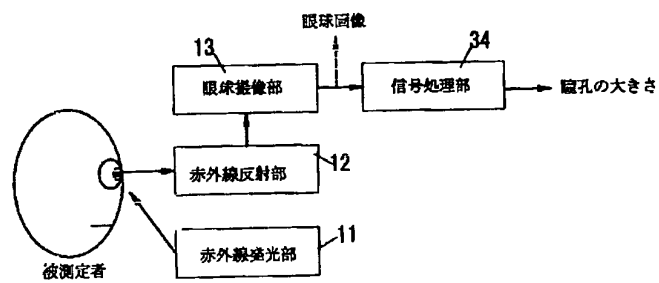 眼球画像
13
34
眼球撮像部
信号処理部
瞳孔の大きさ
赤外線反射部
12
赤外線発光部
11
被測定者